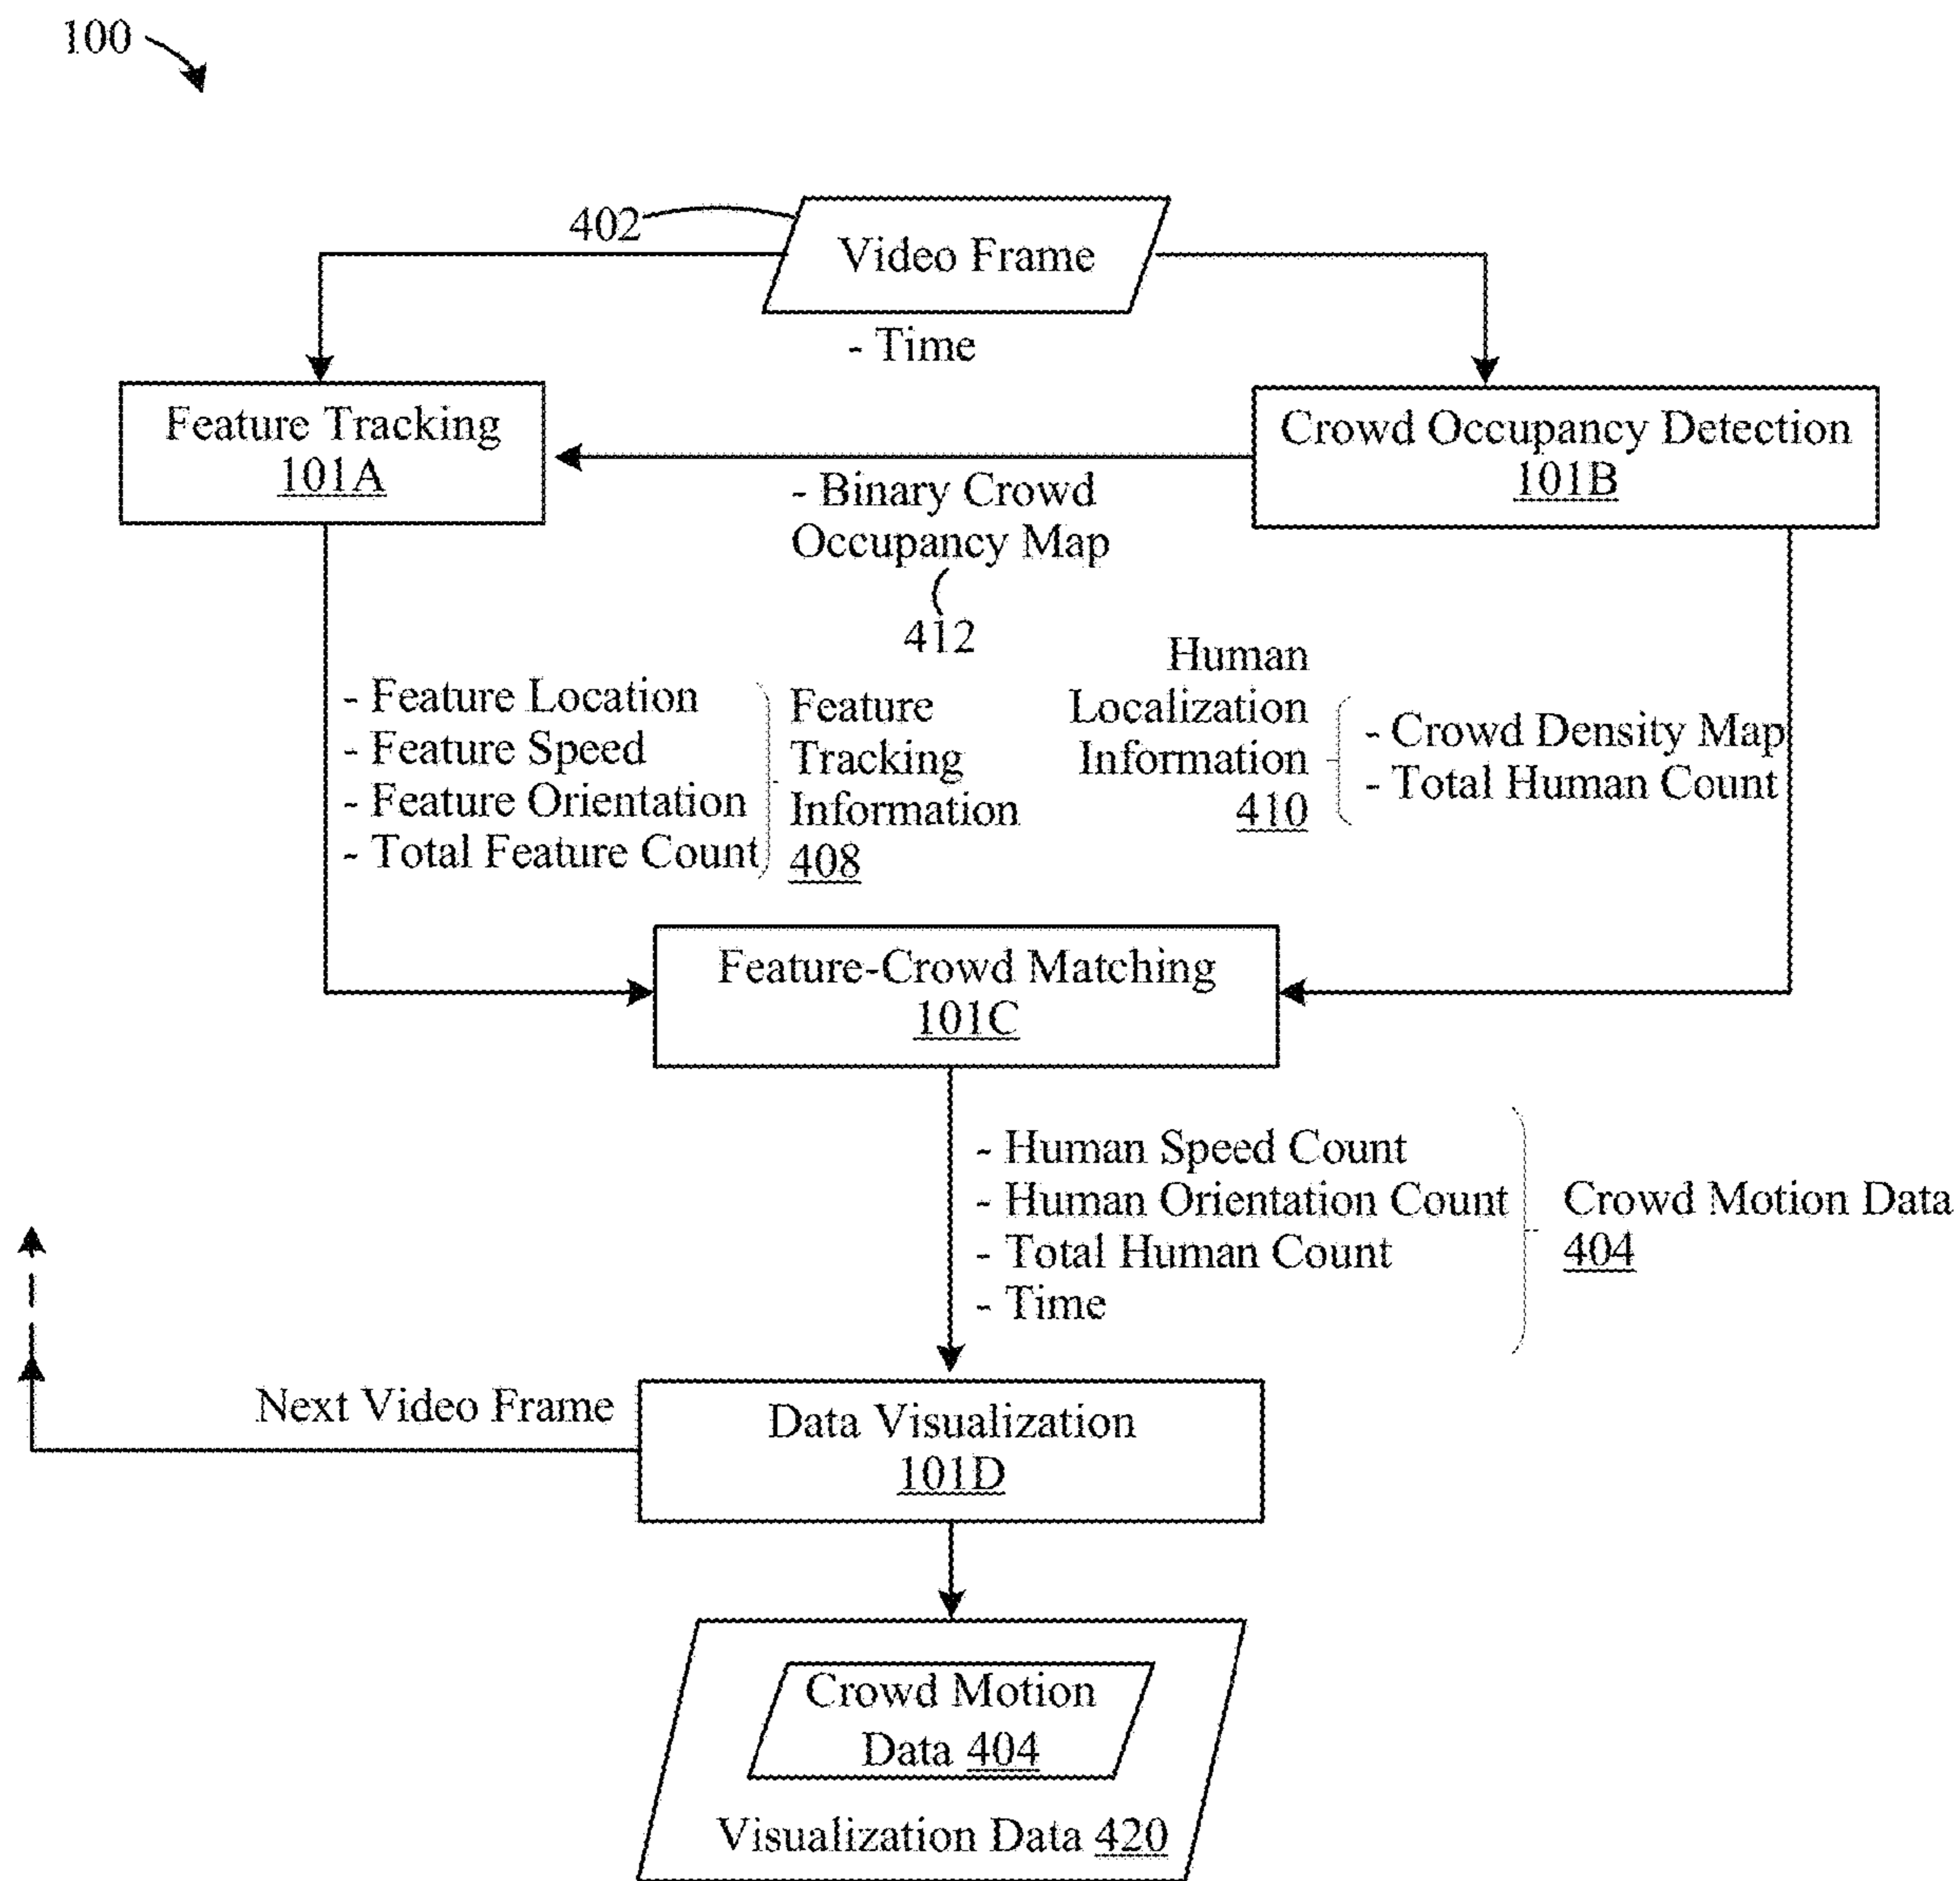 100
402
Video Frame
- Time
Feature Tracking
101A
Crowd Occupancy Detection
101B
- Binary Crowd
Occupancy Map
412
- Feature Location
- Feature Speed
- Feature Orientation
- Total Feature Count
Feature
Tracking
Information
408
Human
Localization
Information
410
- Crowd Density Map
- Total Human Count
Feature-Crowd Matching
101C
- Human Speed Count
- Human Orientation Count
- Total Human Count
- Time
Crowd Motion Data
404
Next Video Frame
Data Visualization
101D
Crowd Motion
Data 404
Visualization Data 420